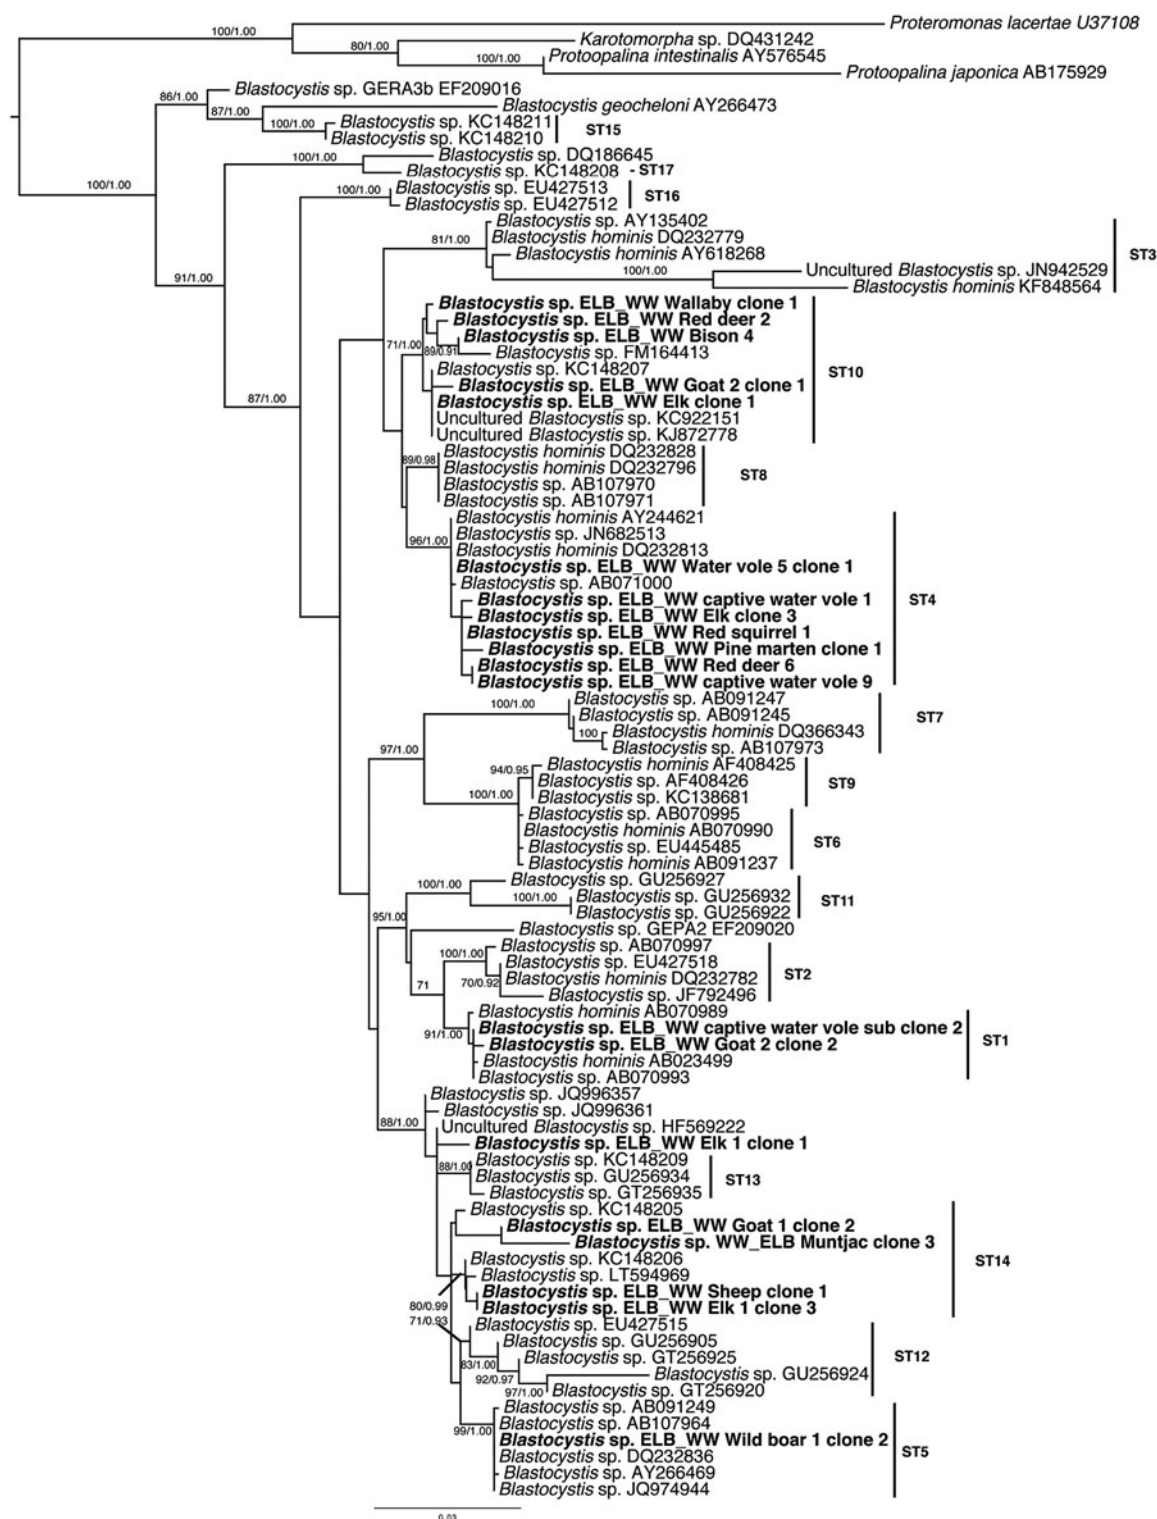 Proteromonas lacertae U37108
100/1.00
Karotomorpha sp. DQ431242
80/1.00
Protoopalina intestinalis AY576545
100/1.00
Protoopalina japonica AB175929
Blastocystis sp. GERA3b EF209016
86/1.00
Blastocystis geocheloni AY266473
87/1.00
Blastocystis sp. KC148211
100/1.00
ST15
Blastocystis sp. KC148210
Blastocystis sp. DQ186645
100/1.00
Blastocystis sp. KC148208 - ST17
100/1.00
Blastocystis sp. EU427513
100/1.00
ST16
Blastocystis sp. EU427512
Blastocystis sp. AY135402
Blastocystis hominis DQ232779
81/1.00
Blastocystis hominis AY618268
ST3
Uncultured Blastocystis sp. JN942529
100/1.00
91/1.00
Blastocystis hominis KF848564
Blastocystis sp. ELB_WW Wallaby clone 1
Blastocystis sp. ELB_WW Red deer 2
Blastocystis sp. ELB_WW Bison 4
71/1.00
89/0.91
Blastocystis sp. FM164413
Blastocystis sp. KC148207
ST10
Blastocystis sp. ELB_WW Goat 2 clone 1
Blastocystis sp. ELB_WW Elk clone 1
87/1.00
Uncultured Blastocystis sp. KC922151
Uncultured Blastocystis sp. KJ872778
Blastocystis hominis DQ232828
89/0.98
Blastocystis hominis DQ232796
ST8
Blastocystis sp. AB107970
Blastocystis sp. AB107971
Blastocystis hominis AY244621
Blastocystis sp. JN682513
96/1.00
Blastocystis hominis DQ232813
Blastocystis sp. ELB_WW Water vole 5 clone 1
Blastocystis sp. AB071000
Blastocystis sp. ELB_WW captive water vole 1
ST4
Blastocystis sp. ELB_WW Elk clone 3
Blastocystis sp. ELB_WW Red squirrel 1
Blastocystis sp. ELB_WW Pine marten clone 1
Blastocystis sp. ELB_WW Red deer 6
Blastocystis sp. ELB_WW captive water vole 9
Blastocystis sp. AB091247
100/1.00
Blastocystis sp. AB091245
ST7
Blastocystis hominis DQ366343
100
Blastocystis sp. AB107973
97/1.00
Blastocystis hominis AF408425
94/0.95
Blastocystis sp. AF408426
ST9
Blastocystis sp. KC138681
100/1.00
Blastocystis sp. AB070995
Blastocystis hominis AB070990
ST6
Blastocystis sp. EU445485
Blastocystis hominis AB091237
Blastocystis sp. GU256927
100/1.00
Blastocystis sp. GU256932
100/1.00
ST11
Blastocystis sp. GU256922
95/1.00
Blastocystis sp. GEPA2 EF209020
Blastocystis sp. AB070997
100/1.00
Blastocystis sp. EU427518
ST2
Blastocystis hominis DQ232782
70/0.92
71
Blastocystis sp. JF792496
Blastocystis hominis AB070989
Blastocystis sp. ELB_WW captive water vole sub clone 2
91/1.00
Blastocystis sp. ELB_WW Goat 2 clone 2
ST1
Blastocystis hominis AB023499
Blastocystis sp. AB070993
Blastocystis sp. JQ996357
Blastocystis sp. JQ996361
88/1.00
Uncultured Blastocystis sp. HF569222
Blastocystis sp. ELB_WW Elk 1 clone 1
Blastocystis sp. KC148209
88/1.00
Blastocystis sp. GU256934
ST13
Blastocystis sp. GT256935
Blastocystis sp. KC148205
Blastocystis sp. ELB_WW Goat 1 clone 2
Blastocystis sp. WW_ELB Muntjac clone 3
Blastocystis sp. KC148206
ST14
Blastocystis sp. LT594969
Blastocystis sp. ELB_WW Sheep clone 1
80/0.99
Blastocystis sp. ELB_WW Elk 1 clone 3
71/0.93
Blastocystis sp. EU427515
Blastocystis sp. GU256905
Blastocystis sp. GT256925
ST12
83/1.00
Blastocystis sp. GU256924
92/0.97
Blastocystis sp. GT256920
97/1.00
Blastocystis sp. AB091249
Blastocystis sp. AB107964
99/1.00
Blastocystis sp. ELB_WW Wild boar 1 clone 2
ST5
Blastocystis sp. DQ232836
Blastocystis sp. AY266469
Blastocystis sp. JQ974944
0.03